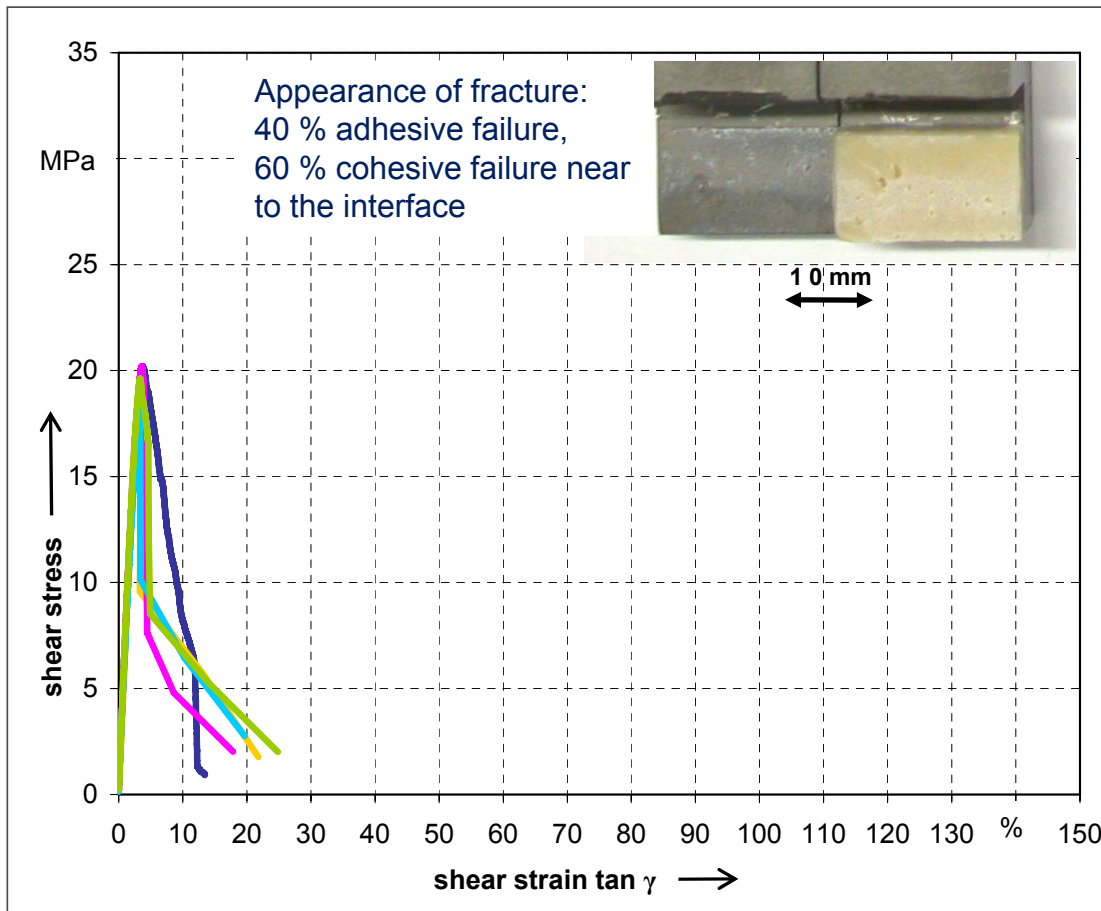 35
Appearance of fracture:
40 % adhesive failure,
60 % cohesive failure near
to the interface
MPa
25
1 0 mm
20
15
10
5
0
shear stress
0 10 20 30 40 50 60 70 80 90 100 110 120 130 % 150
shear strain tan γ